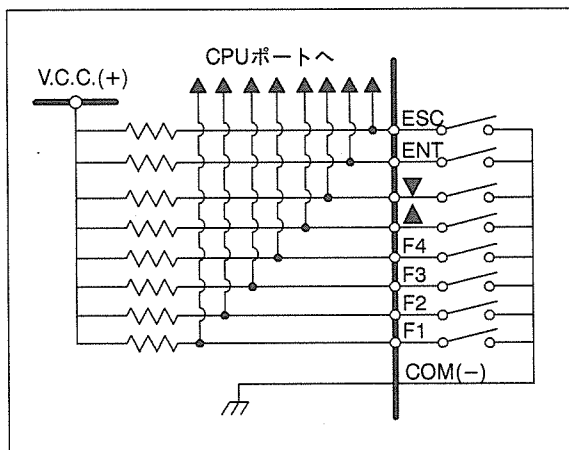 CPUポートへ
V.C.C.(+)
ESC
ENT
▼
▲
F4
F3
F2
F1
COM(−)